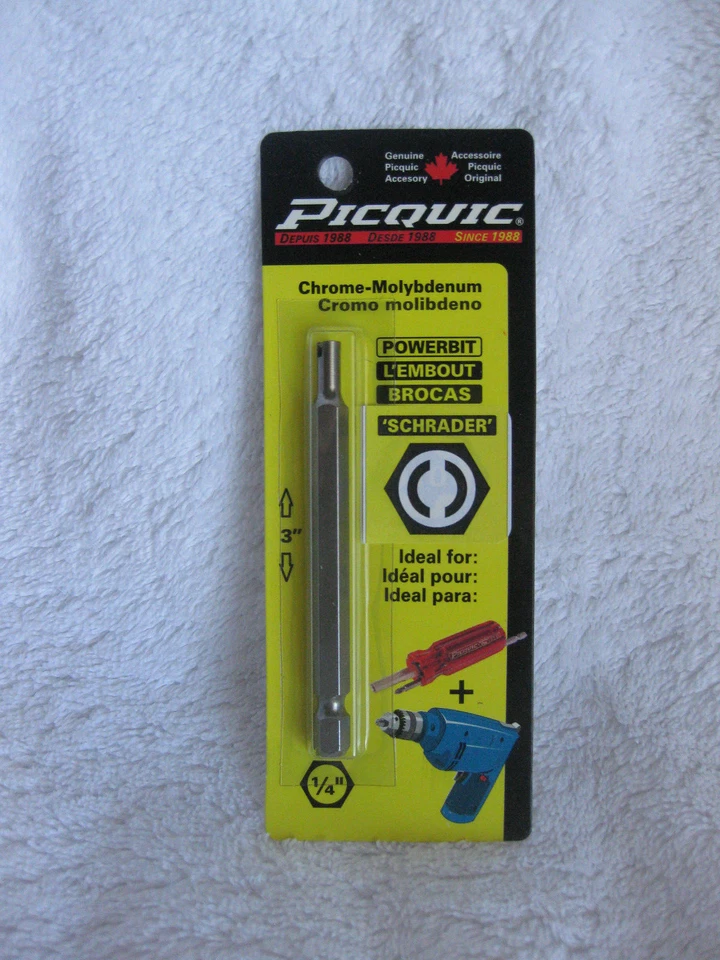 Genuine Accessoire
Picquic Picquic
Accesory Original
PICQUIC®
DEPUIS 1988 DESDE 1988 SINCE 1988
Chrome-Molybdenum
Cromo molibdeno
POWERBIT
L'EMBOUT
BROCAS
'SCHRADER'
3"
Ideal for:
Idéal pour:
Ideal para:
+
1/4"